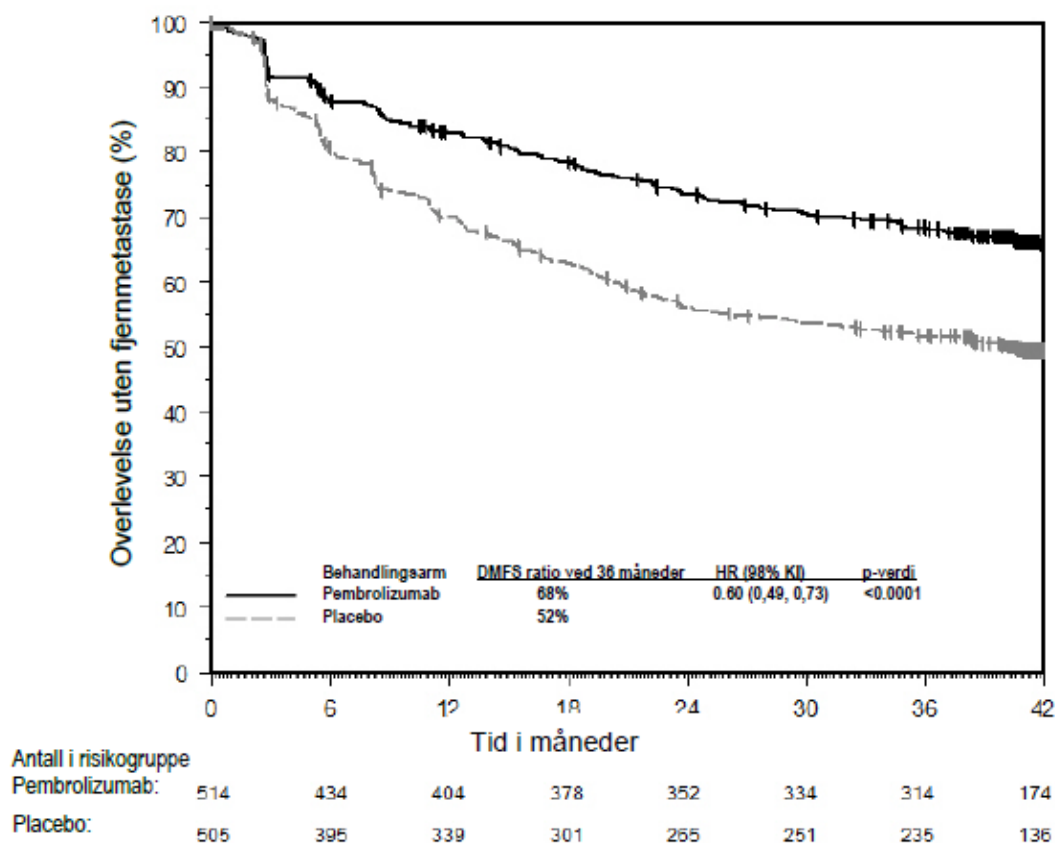 Overlevelse uten fjernmetastase (%)
100
90
80
70
60
50
40
30
20
10
0
Behandlingsarm DMFS ratio ved 36 måneder HR (98% KI) p-verdi
Pembrolizumab 68% 0.60 (0,49, 0,73) <0.0001
Placebo 52%
0 6 12 18 24 30 36 42
Tid i måneder
Antall i risikogruppe
Pembrolizumab: 514 434 404 378 352 334 314 174
Placebo: 505 395 339 301 265 251 235 136